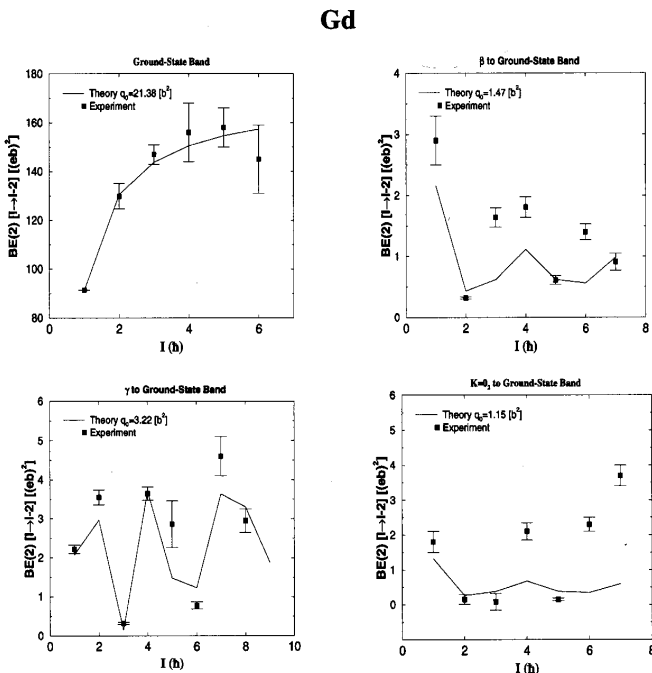 Gd
Ground-State Band
BE(2) [I→I-2] [(eb)²]
180
160
140
120
100
80
Theory q₀=21.38 [b²]
Experiment
0 2 4 6
I (ħ)
β to Ground-State Band
BE(2) [I→I-2] [(eb)²]
4
3
2
1
0
Theory q₀=1.47 [b²]
Experiment
0 2 4 6 8
I (ħ)
γ to Ground-State Band
BE(2) [I→I-2] [(eb)²]
6
5
4
3
2
1
0
Theory q₀=3.22 [b²]
Experiment
0 2 4 6 8 10
I (ħ)
K=0₂ to Ground-State Band
BE(2) [I→I-2] [(eb)²]
6
5
4
3
2
1
0
Theory q₀=1.15 [b²]
Experiment
0 2 4 6 8
I (ħ)